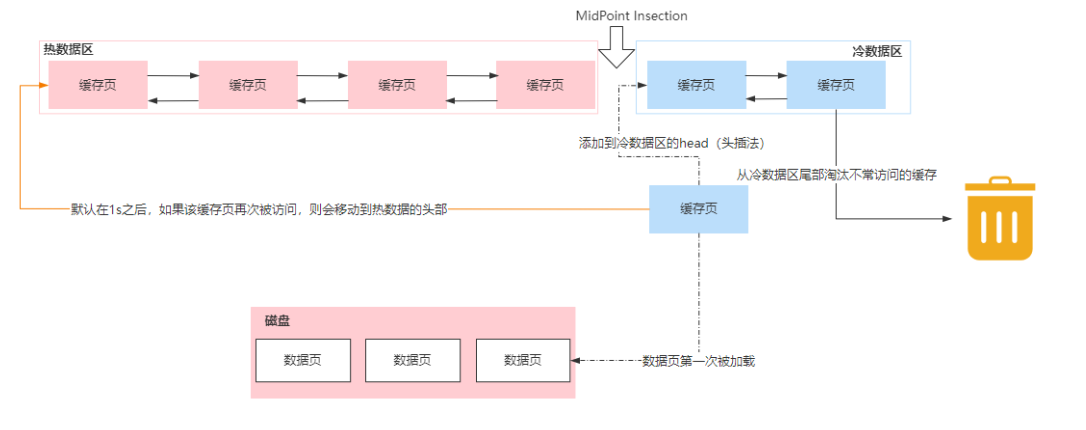 MidPoint Insection
热数据区
冷数据区
缓存页
缓存页
缓存页
缓存页
缓存页
缓存页
添加到冷数据区的head（头插法）
从冷数据区尾部淘汰不常访问的缓存
默认在1s之后，如果该缓存页再次被访问，则会移动到热数据的头部
缓存页
磁盘
数据页
数据页
数据页
数据页第一次被加载